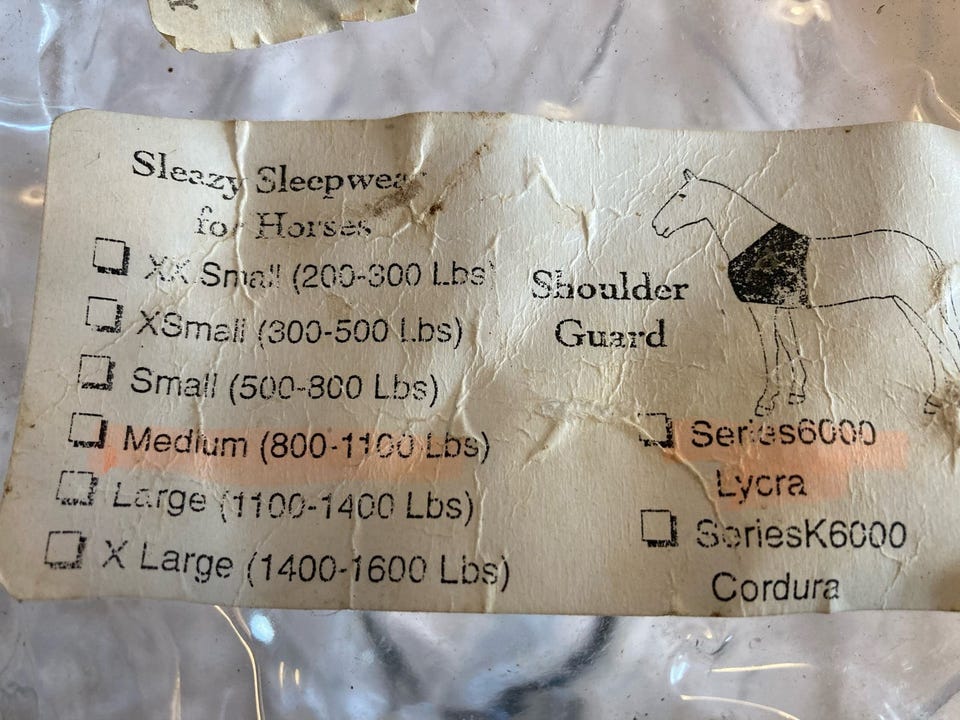 Sleazy Sleepwear
for Horses
XX Small (200-300 Lbs)
XSmall (300-500 Lbs)
Small (500-800 Lbs)
Medium (800-1100 Lbs)
Large (1100-1400 Lbs)
X Large (1400-1600 Lbs)
Shoulder
Guard
Series6000
Lycra
SeriesK6000
Cordura